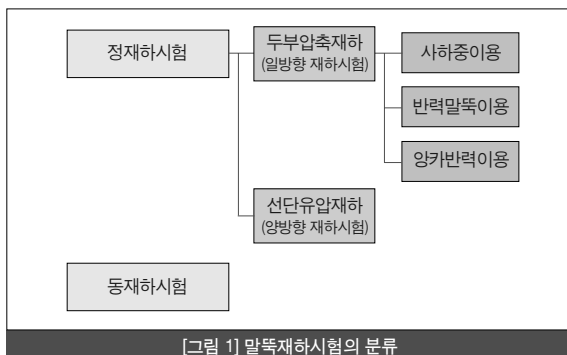 정재하시험
두부압축재하
(일방향 재하시험)
사하중이용
반력말뚝이용
앙카반력이용
선단유압재하
(양방향 재하시험)
동재하시험
[그림 1] 말뚝재하시험의 분류